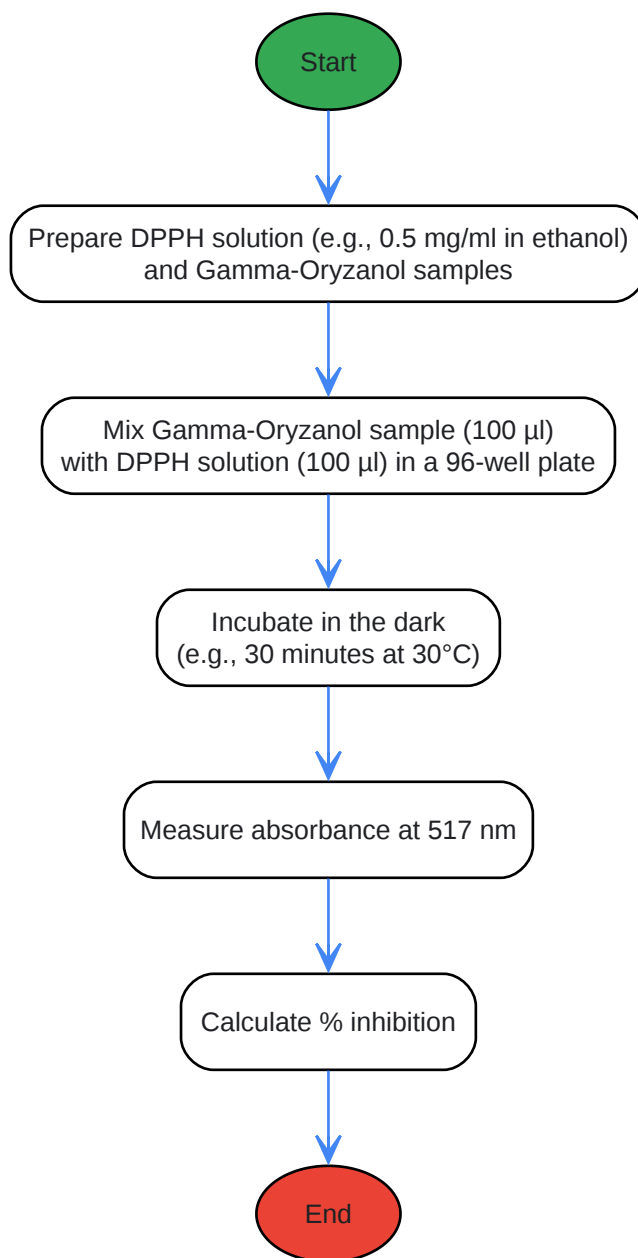 Start
Prepare DPPH solution (e.g., 0.5 mg/ml in ethanol)
and Gamma-Oryzanol samples
Mix Gamma-Oryzanol sample (100 µl)
with DPPH solution (100 µl) in a 96-well plate
Incubate in the dark
(e.g., 30 minutes at 30°C)
Measure absorbance at 517 nm
Calculate % inhibition
End